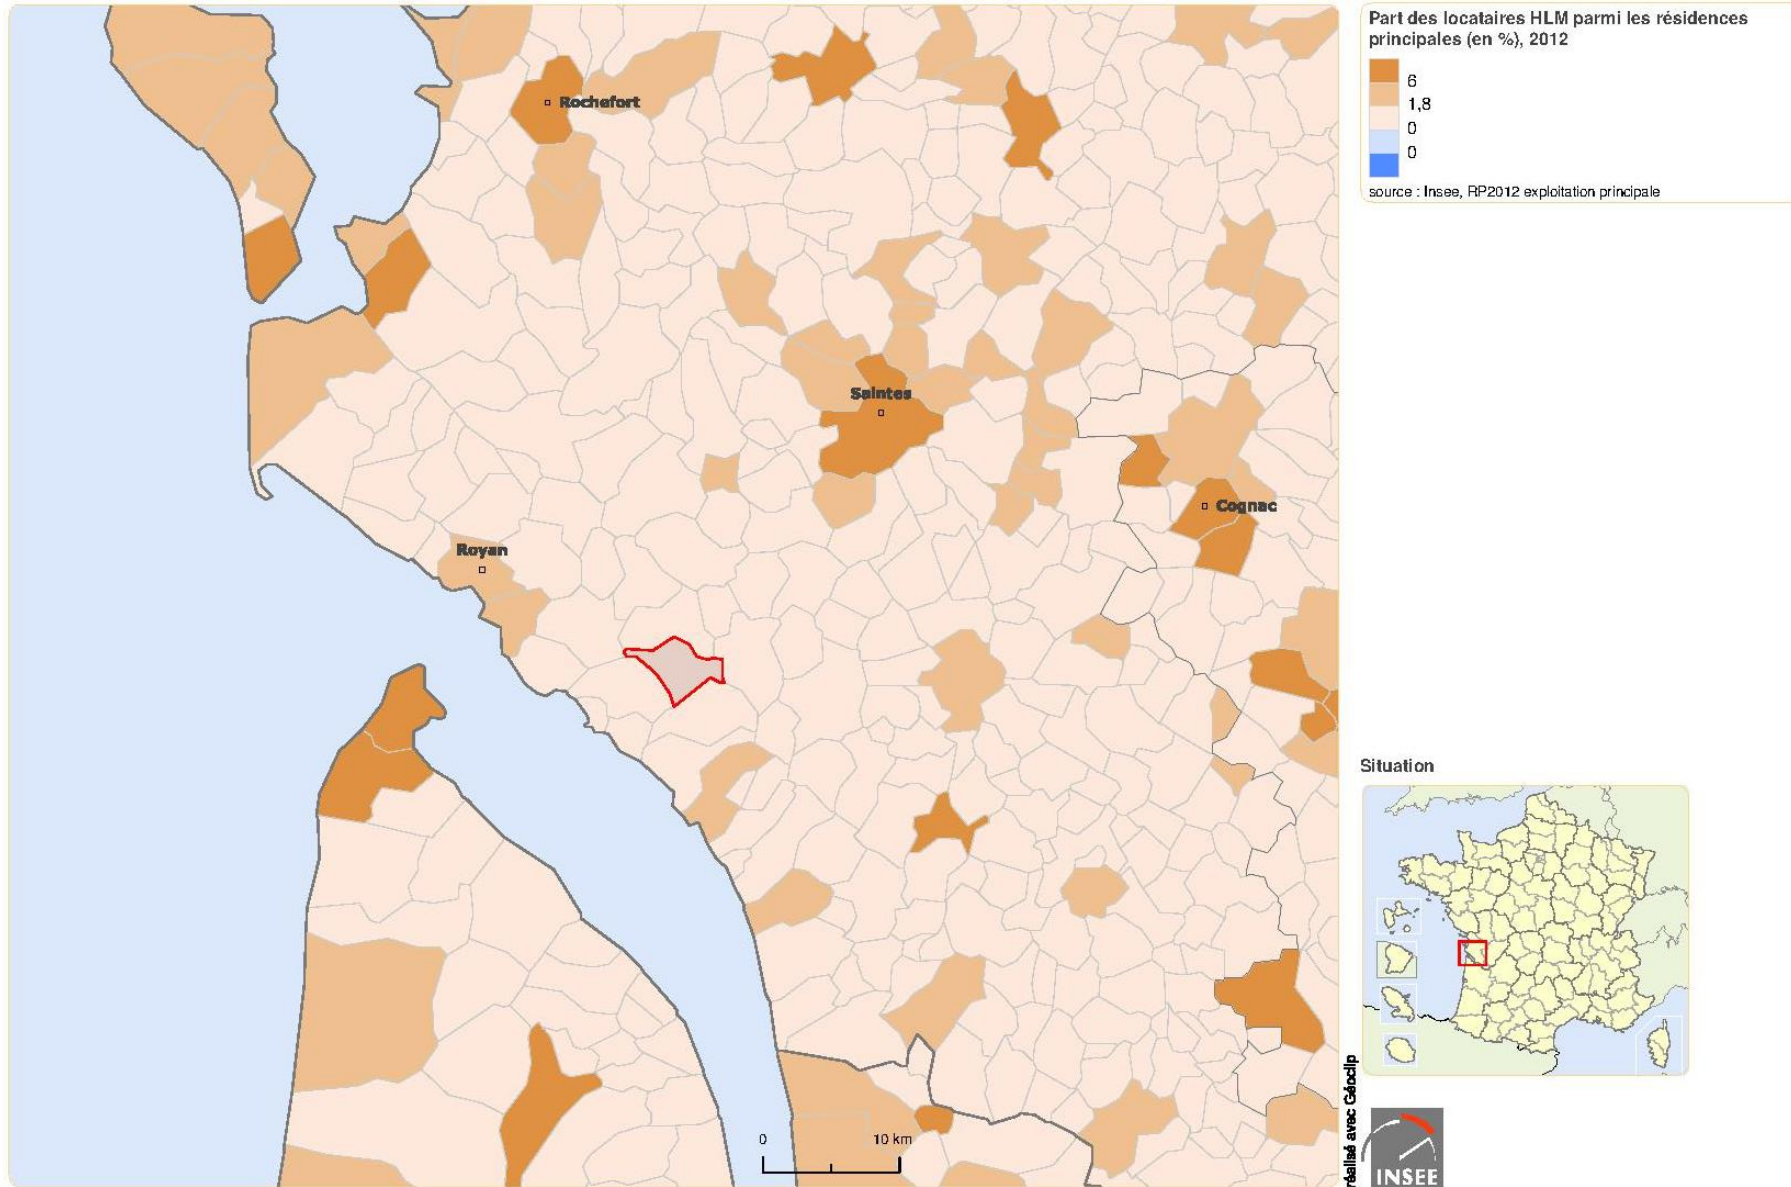 Part des locataires HLM parmi les résidences
principales (en %), 2012
6
1,8
0
0
source : Insee, RP2012 exploitation principale
Rochefort
Saintes
Cognac
Royan
0
10 km
Situation
réalisé avec Géoclip
INSEE